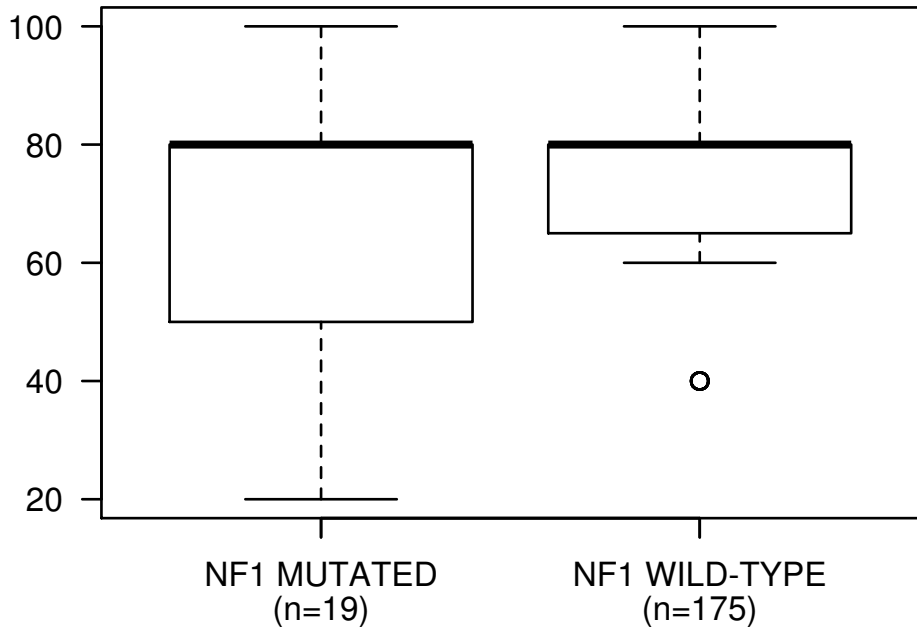 100
80
60
40
20
NF1 MUTATED
(n=19)
NF1 WILD-TYPE
(n=175)